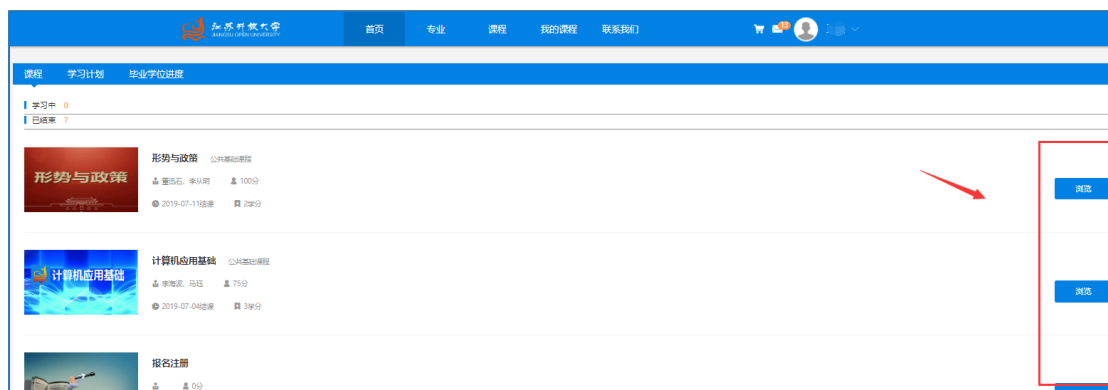 江苏开放大学 首页 专业 课程 我的课程 联系我们 13
JIANGSU OPEN UNIVERSITY
课程 学习计划 毕业学位进度
学习中 0
已结束 7
形势与政策 公共基础课程
形势与政策
董迅石、李从明 100分
浏览
2019-07-11结课 2学分
计算机应用基础 公共基础课程
计算机应用基础
李海波、马钰 75分
浏览
2019-07-04结课 3学分
报名注册
0分